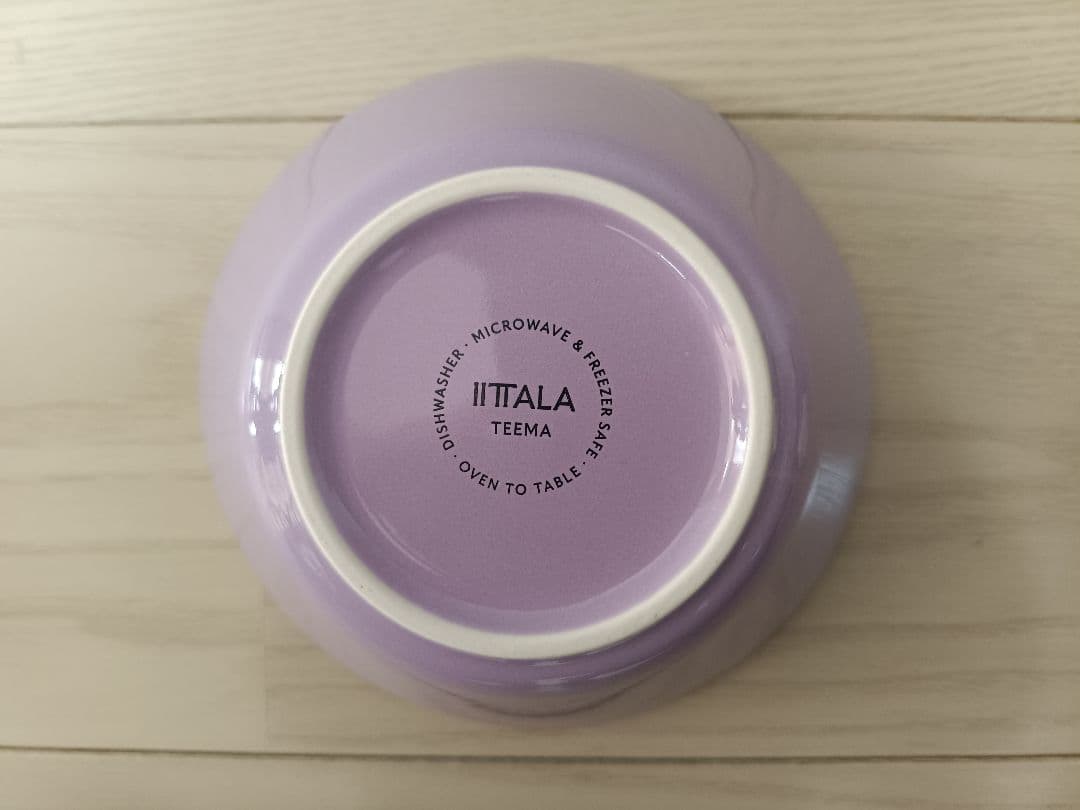 DISHWASHER · MICROWAVE & FREEZER SAFE · OVEN TO TABLE ·
IITTALA
TEEMA